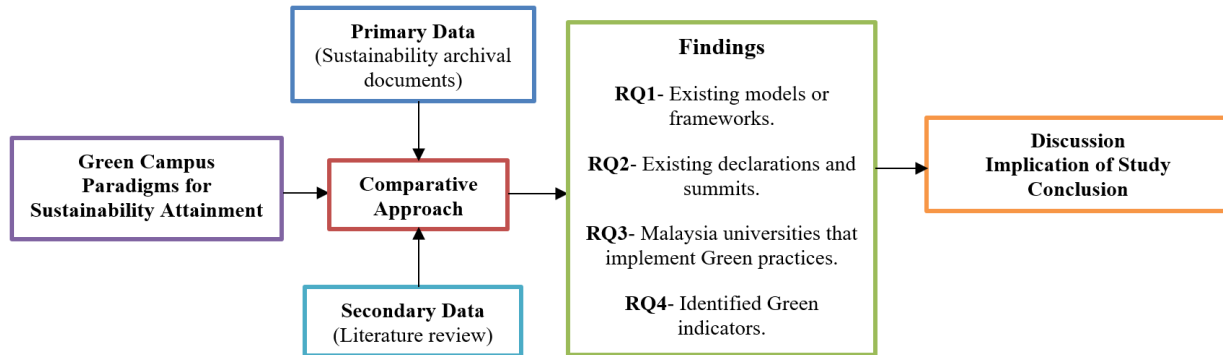 Green Campus
Paradigms for
Sustainability Attainment
Primary Data
(Sustainability archival
documents)
Comparative
Approach
Secondary Data
(Literature review)
Findings
RQ1- Existing models or
frameworks.
RQ2- Existing declarations and
summits.
RQ3- Malaysia universities that
implement Green practices.
RQ4- Identified Green
indicators.
Discussion
Implication of Study
Conclusion